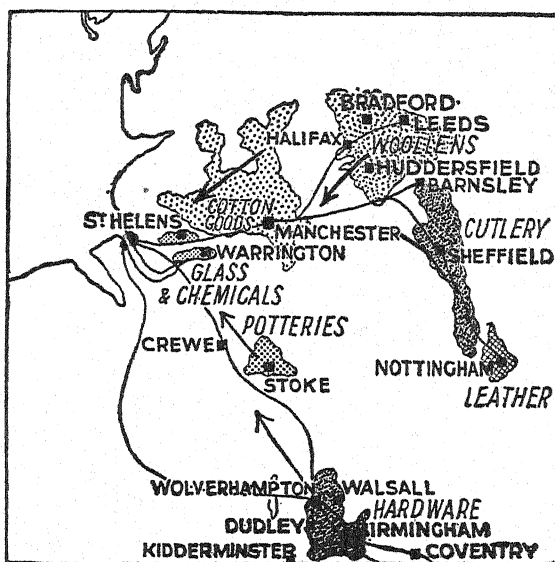 BRADFORD
LEEDS
HALIFAX
WOOLLENS
HUDDERSFIELD
BARNSLEY
COTTON
GOODS
ST HELENS
MANCHESTER
CUTLERY
SHEFFIELD
WARRINGTON
GLASS
& CHEMICALS
POTTERIES
CREWE
STOKE
NOTTINGHAM
LEATHER
WOLVERHAMPTON
WALSALL
HARDWARE
DUDLEY
BIRMINGHAM
KIDDERMINSTER
COVENTRY